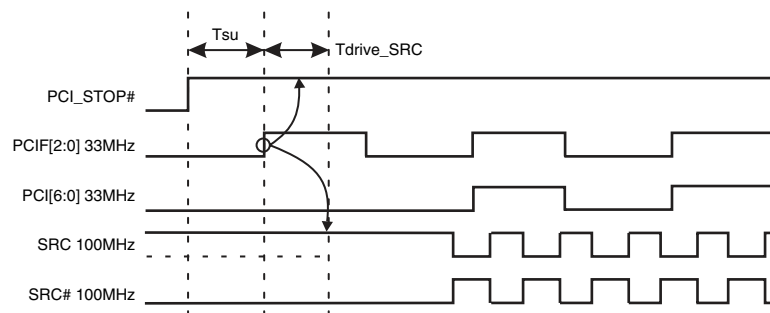 Tsu
Tdrive_SRC
PCI_STOP#
PCIF[2:0] 33MHz
PCI[6:0] 33MHz
SRC 100MHz
SRC# 100MHz